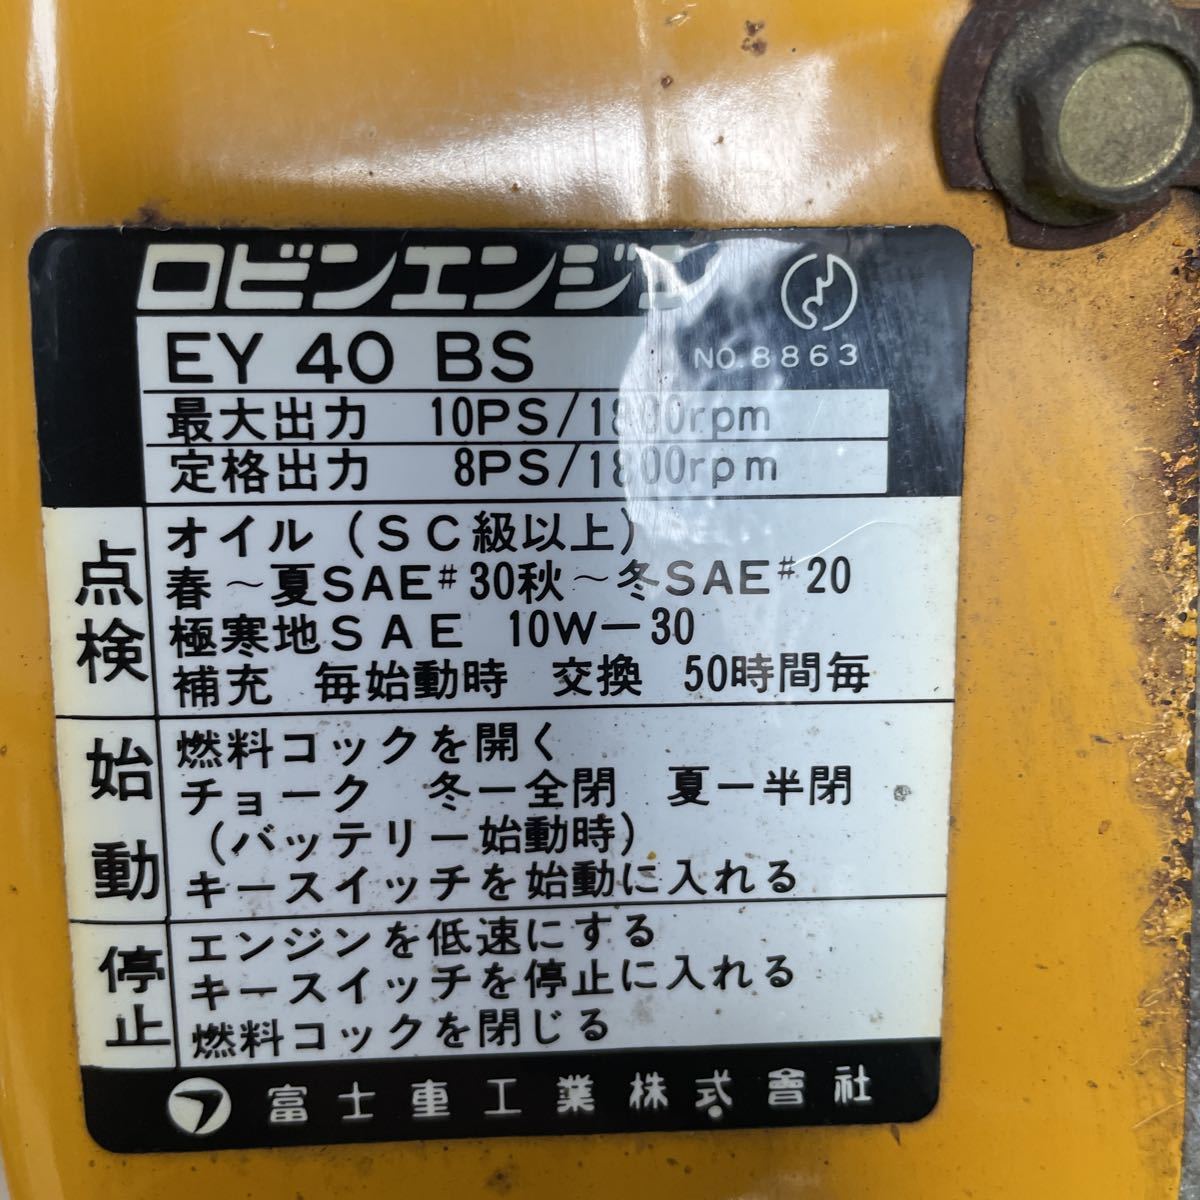 ロビンエンジン
EY 40 BS
NO.8863
最大出力 10PS/1800rpm
定格出力 8PS/1800rpm
点検
オイル(SC級以上)
春～夏SAE#30秋～冬SAE#20
極寒地SAE 10W-30
補充 毎始動時 交換 50時間毎
始動
燃料コックを開く
チョーク 冬ー全閉 夏ー半閉
(バッテリー始動時)
キースイッチを始動に入れる
停止
エンジンを低速にする
キースイッチを停止に入れる
燃料コックを閉じる
富士重工業株式會社